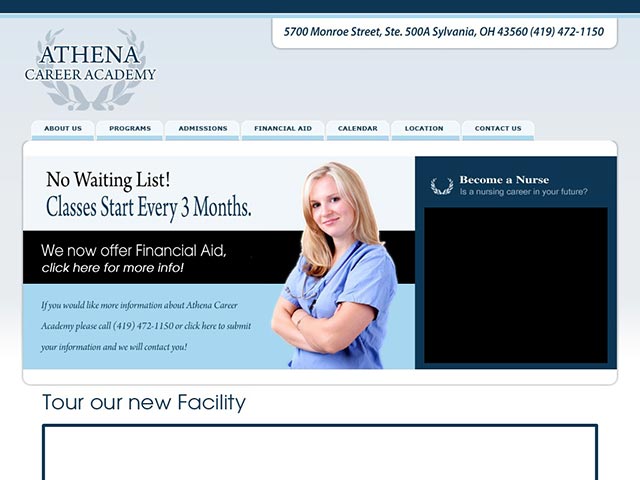 5700 Monroe Street, Ste. 500A Sylvania, OH 43560 (419) 472-1150
ATHENA
CAREER ACADEMY
ABOUT US
PROGRAMS
ADMISSIONS
FINANCIAL AID
CALENDAR
LOCATION
CONTACT US
No Waiting List!
Classes Start Every 3 Months.
We now offer Financial Aid,
click here for more info!
If you would like more information about Athena Career
Academy please call (419) 472-1150 or click here to submit
your information and we will contact you!
Become a Nurse
Is a nursing career in your future?
Tour our new Facility